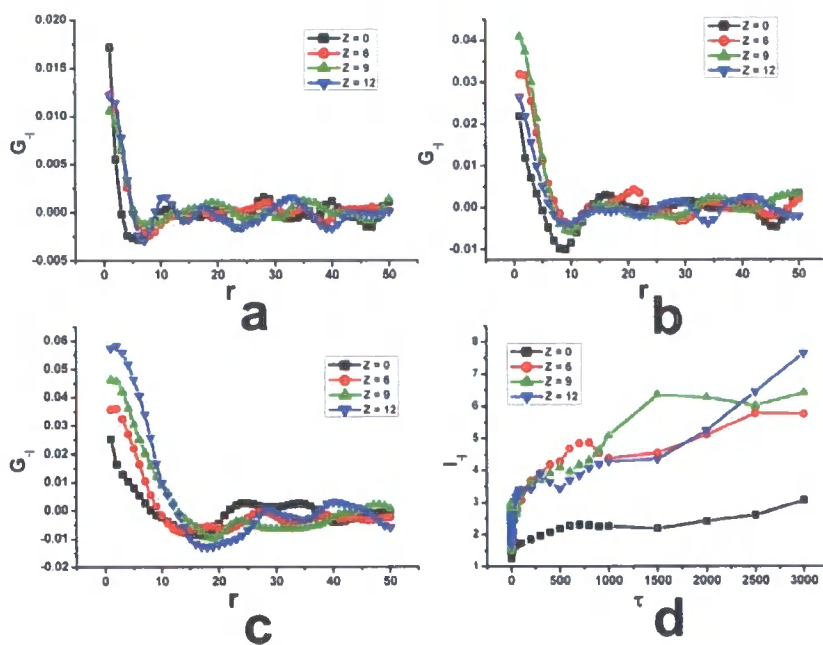 0.020
0.015
0.010
0.005
0.000
-0.005
0 10 20 30 40 50
r
Z = 0
Z = 6
Z = 9
Z = 12
a
0.04
0.03
0.02
0.01
0.00
-0.01
0 10 20 30 40 50
r
Z = 0
Z = 6
Z = 9
Z = 12
b
0.06
0.05
0.04
0.03
0.02
0.01
0.00
-0.01
-0.02
0 10 20 30 40 50
r
Z = 0
Z = 6
Z = 9
Z = 12
c
8
7
6
5
4
3
2
1
0 500 1000 1500 2000 2500 3000
τ
Z = 0
Z = 6
Z = 9
Z = 12
d